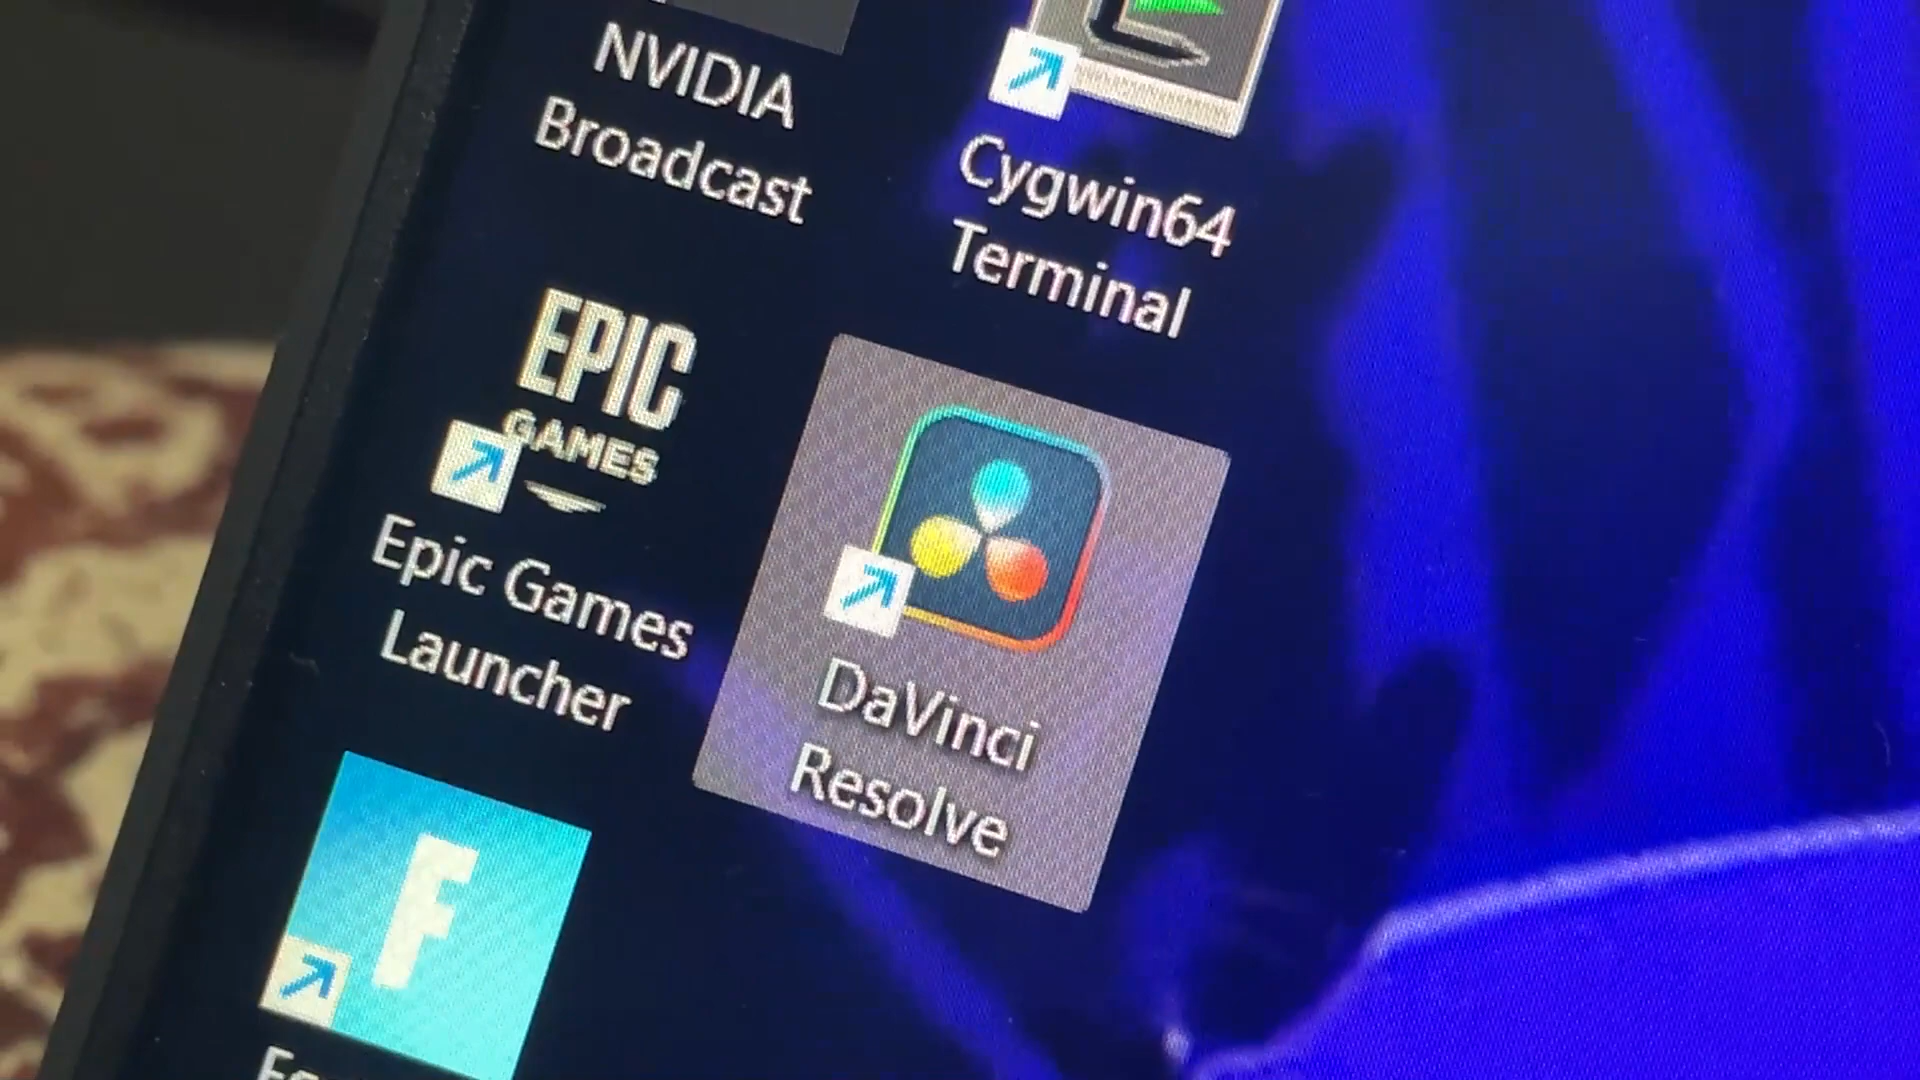 NVIDIA
Broadcast
Cygwin64
Terminal
EPIC
GAMES
Epic Games
Launcher
DaVinci
Resolve
F